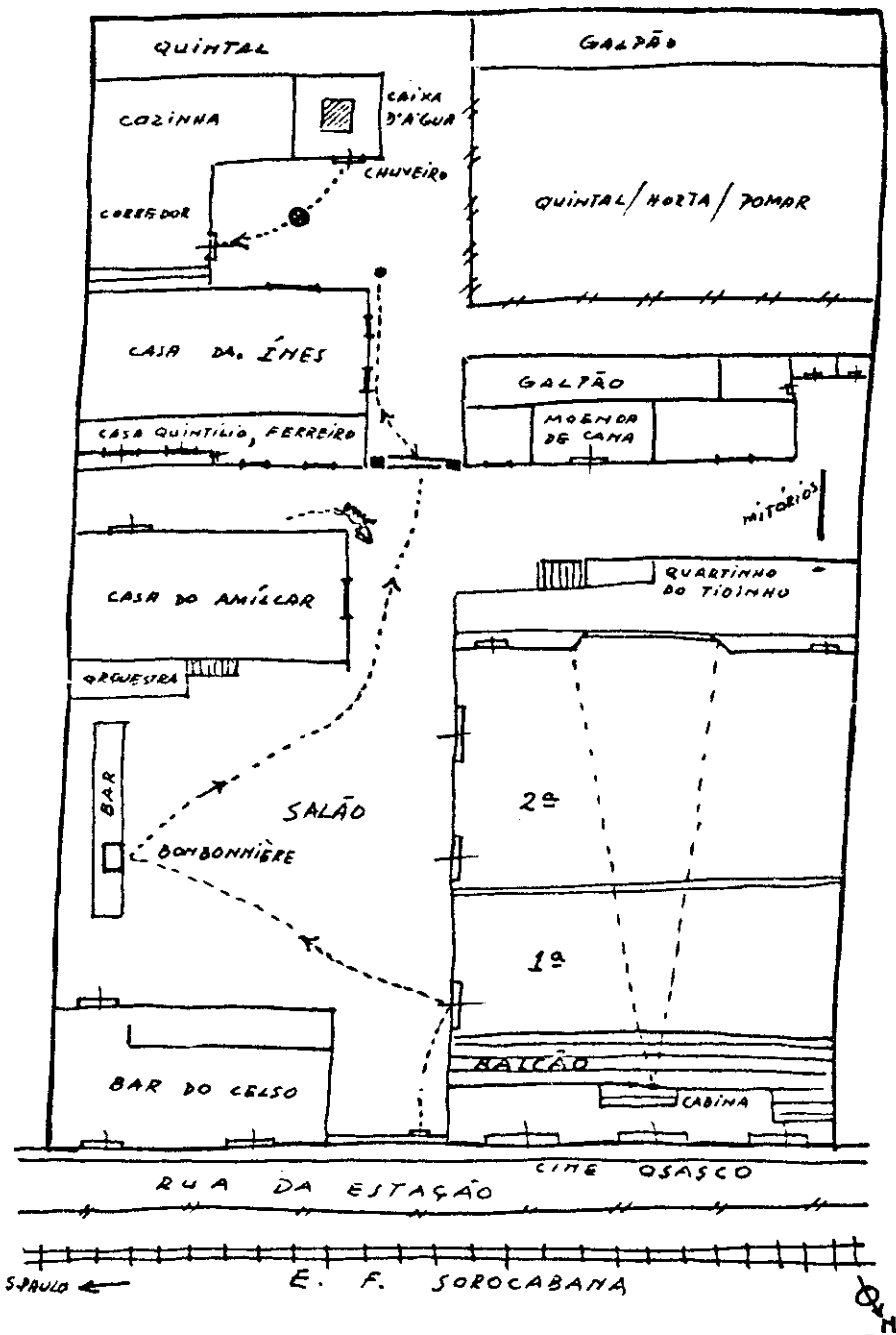 QUINTAL
GALPÃO
COZINHA
CAIXA
D'ÁGUA
CHUVEIRO
CORREDOR
QUINTAL/HORTA/POMAR
CASA DA. ÍNES
GALPÃO
CASA QUINTILIO, FERREIRO
MOENDA
DE CANA
MITÓRIOS
CASA DO AMÍLCAR
QUARTINHO
DO TIDINHO
ORQUESTRA
BAR
SALÃO
2ª
BOMBONNIÈRE
1ª
BALCÃO
BAR DO CELSO
CABINA
CINE OSASCO
RUA DA ESTAÇÃO
S.PAULO
E. F. SOROCABANA
N